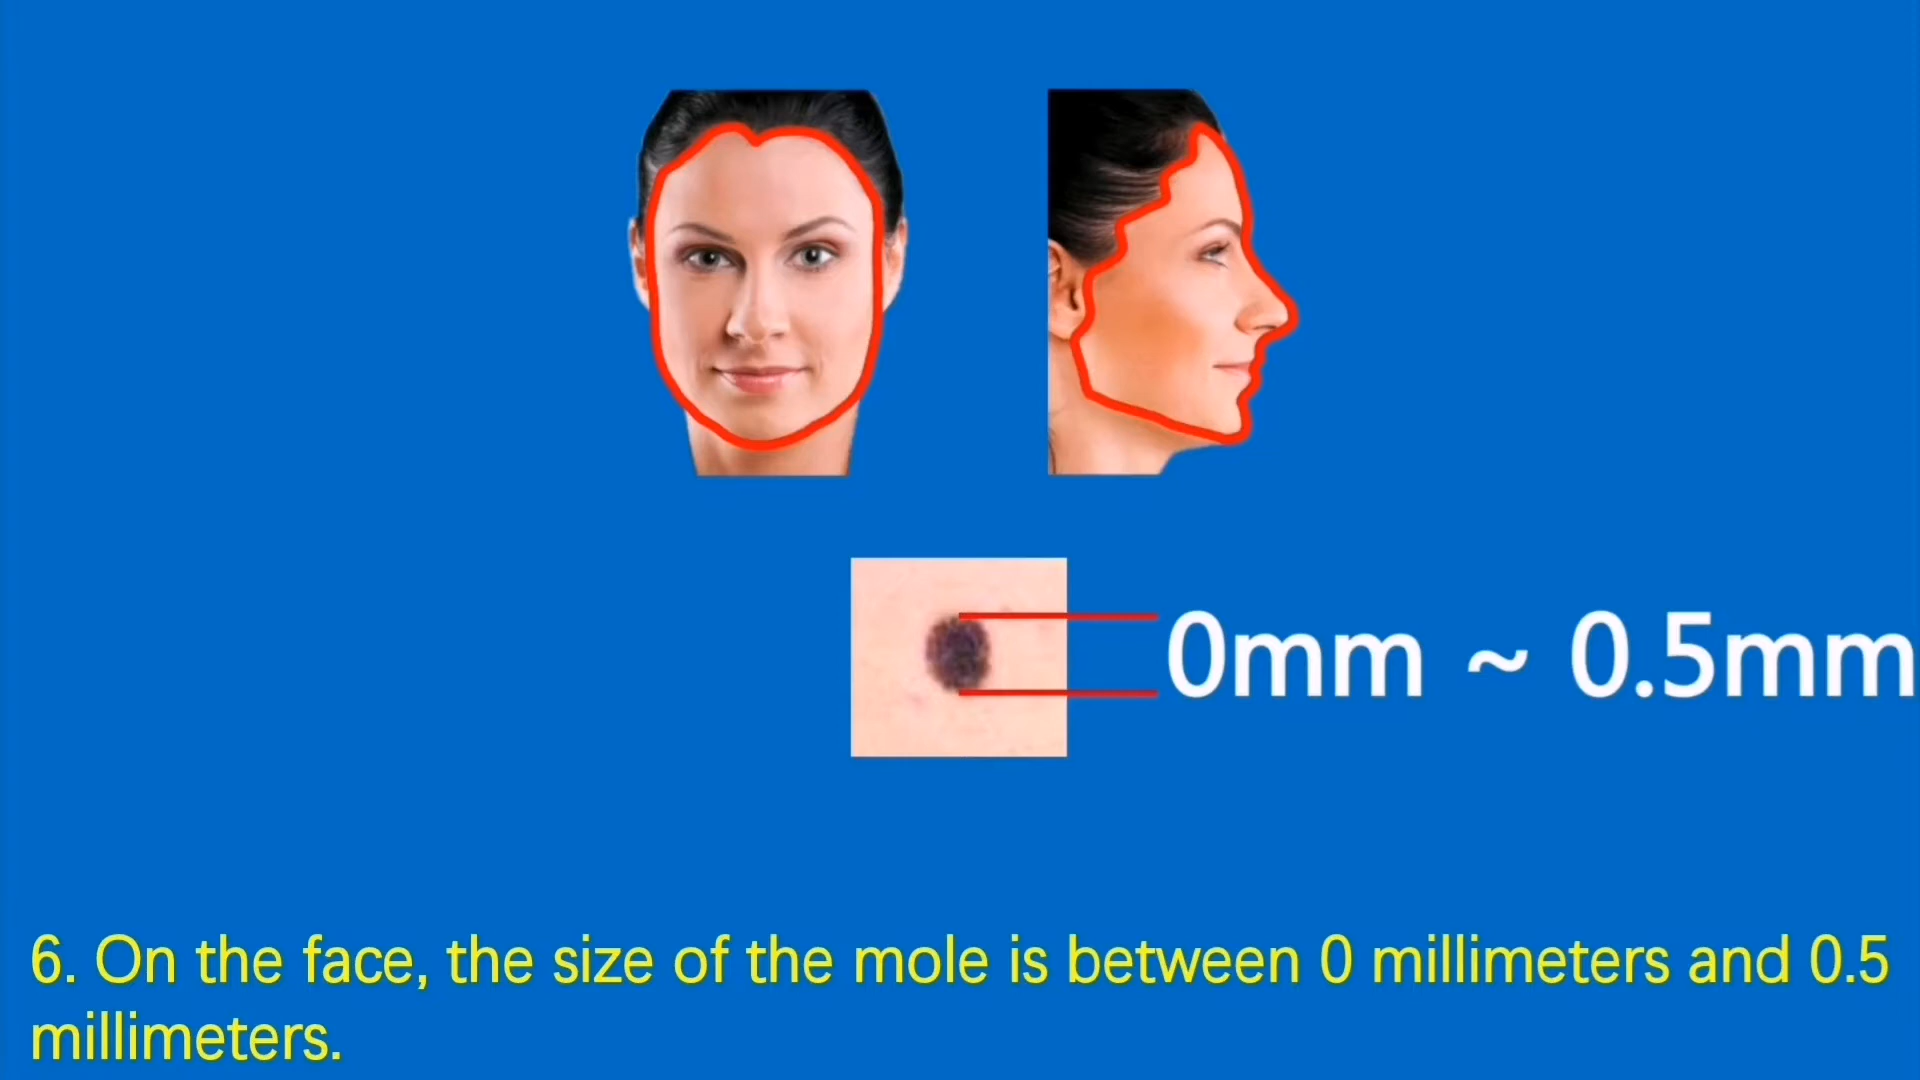 0mm ~ 0.5mm
6. On the face, the size of the mole is between 0 millimeters and 0.5
millimeters.